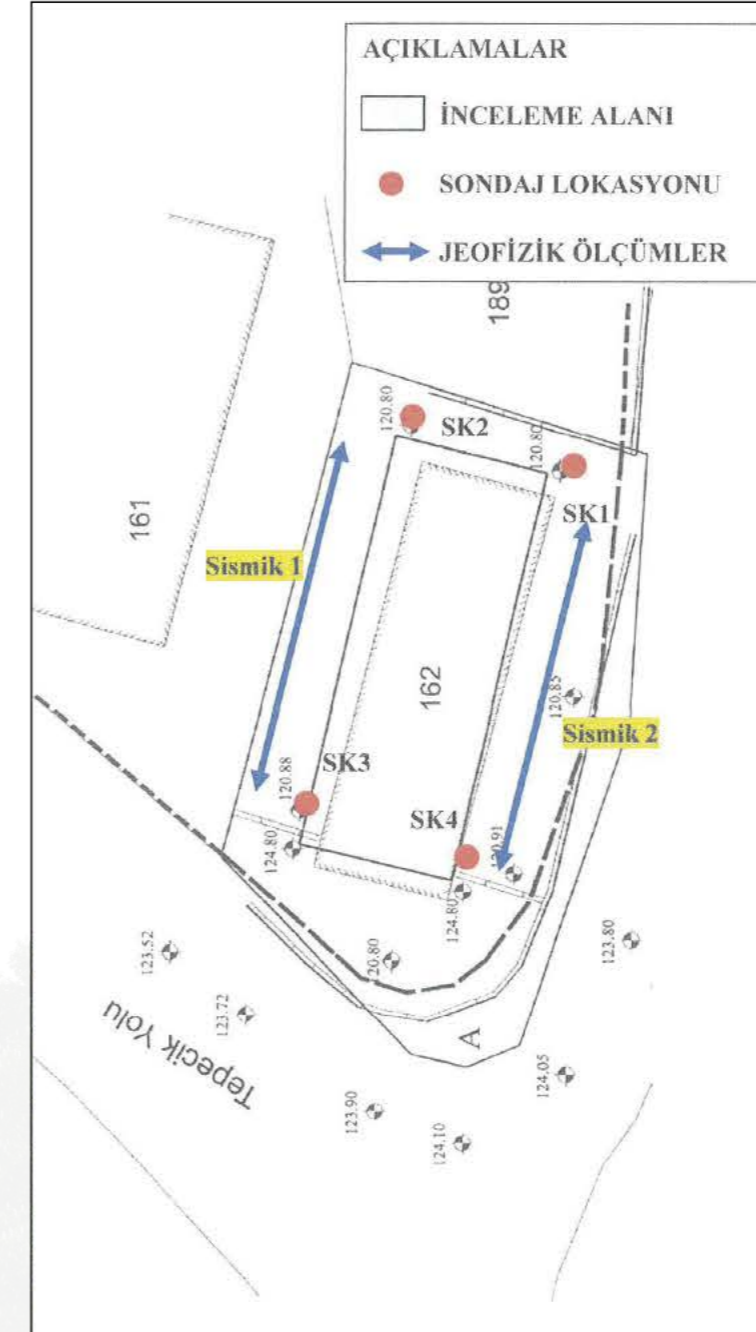 AÇIKLAMALAR
İNCELEME ALANI
SONDAJ LOKASYONU
JEOFİZİK ÖLÇÜMLER
189
120.80
SK2
120.80
SK1
161
Sismik 1
162
120.85
Sismik 2
SK3
120.88
SK4
124.80
120.91
124.80
120.80
123.52
123.72
Tepecik Yolu
A
123.80
123.90
124.05
124.10